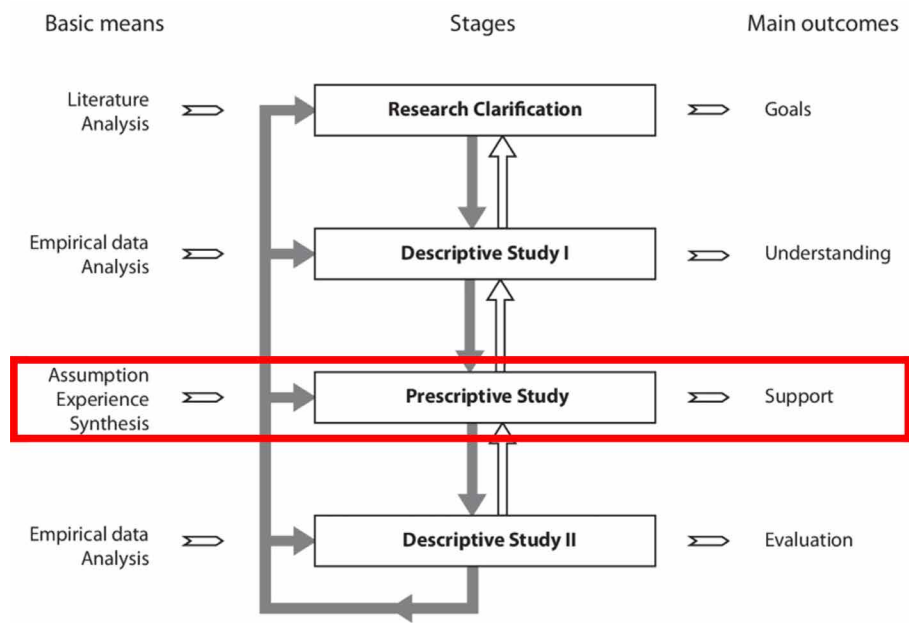 Basic means Stages Main outcomes
Literature
Analysis
Research Clarification
Goals
Empirical data
Analysis
Descriptive Study I
Understanding
Assumption
Experience
Synthesis
Prescriptive Study
Support
Empirical data
Analysis
Descriptive Study II
Evaluation